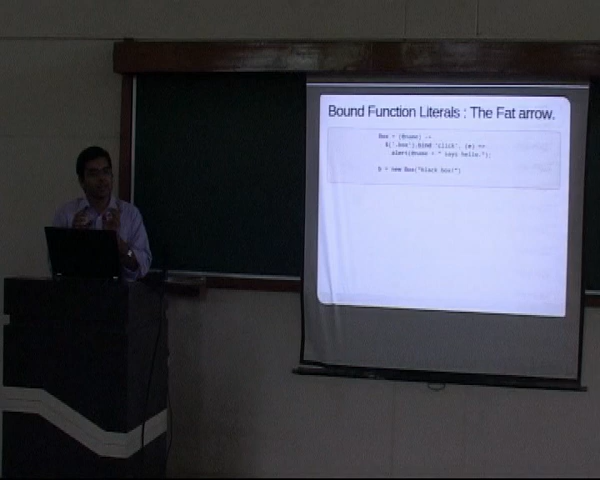 Bound Function Literals : The Fat arrow.
Box = (@name) ->
$('.box').bind 'click', (e) =>
alert(@name + " says hello.");
b = new Box("black box!")